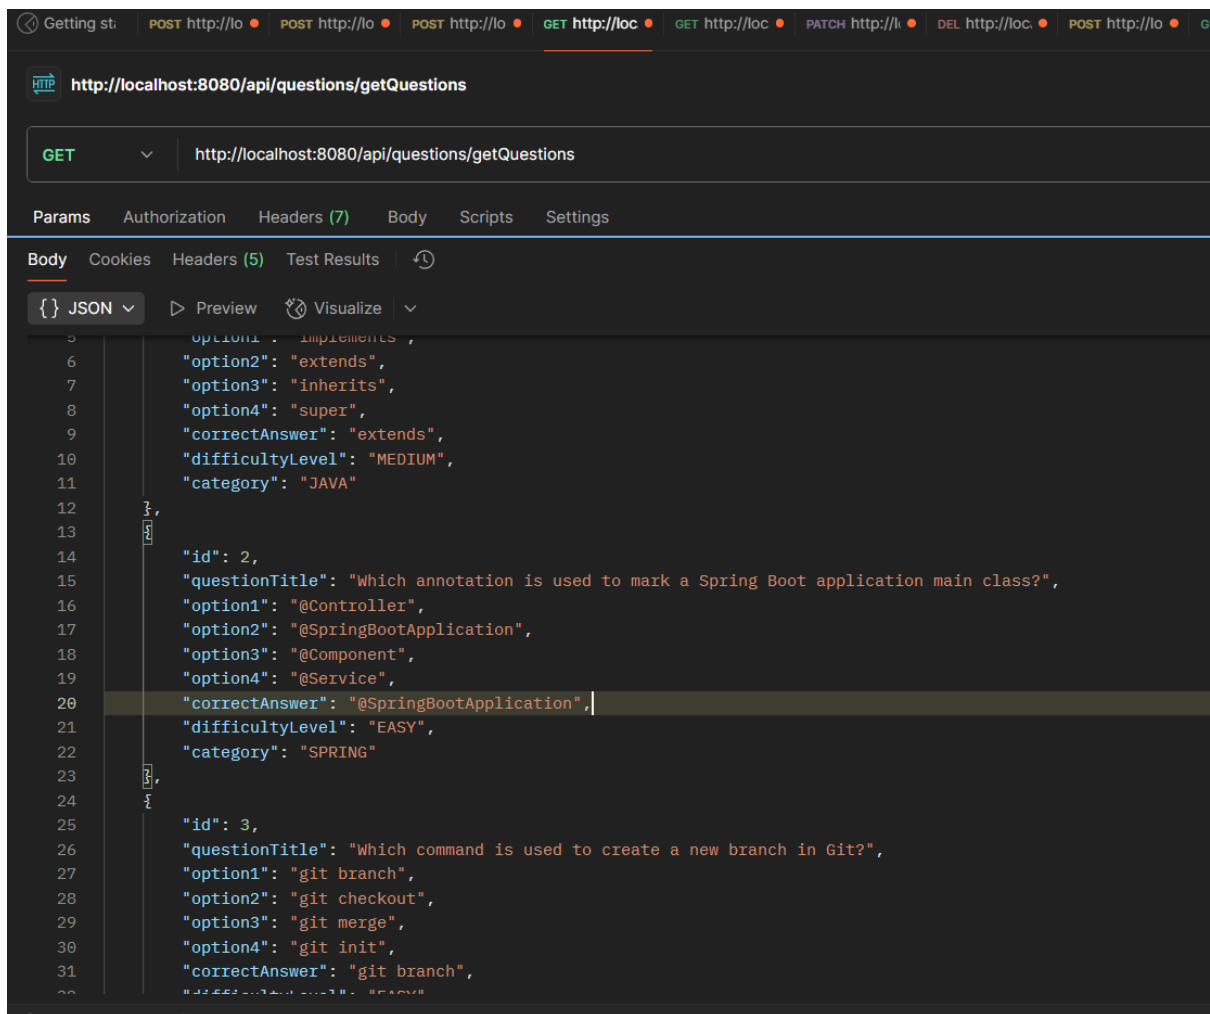 Getting st
POST http://lo
POST http://lo
POST http://lo
GET http://loc
GET http://loc
PATCH http://l
DEL http://loc
POST http://lo
G
HTTP http://localhost:8080/api/questions/getQuestions
GET http://localhost:8080/api/questions/getQuestions
Params Authorization Headers (7) Body Scripts Settings
Body Cookies Headers (5) Test Results
{} JSON Preview Visualize
5 "option1": "implements",
6 "option2": "extends",
7 "option3": "inherits",
8 "option4": "super",
9 "correctAnswer": "extends",
10 "difficultyLevel": "MEDIUM",
11 "category": "JAVA"
12 },
13 {
14 "id": 2,
15 "questionTitle": "Which annotation is used to mark a Spring Boot application main class?",
16 "option1": "@Controller",
17 "option2": "@SpringBootApplication",
18 "option3": "@Component",
19 "option4": "@Service",
20 "correctAnswer": "@SpringBootApplication",
21 "difficultyLevel": "EASY",
22 "category": "SPRING"
23 },
24 {
25 "id": 3,
26 "questionTitle": "Which command is used to create a new branch in Git?",
27 "option1": "git branch",
28 "option2": "git checkout",
29 "option3": "git merge",
30 "option4": "git init",
31 "correctAnswer": "git branch",
"difficultyLevel": "EASY"